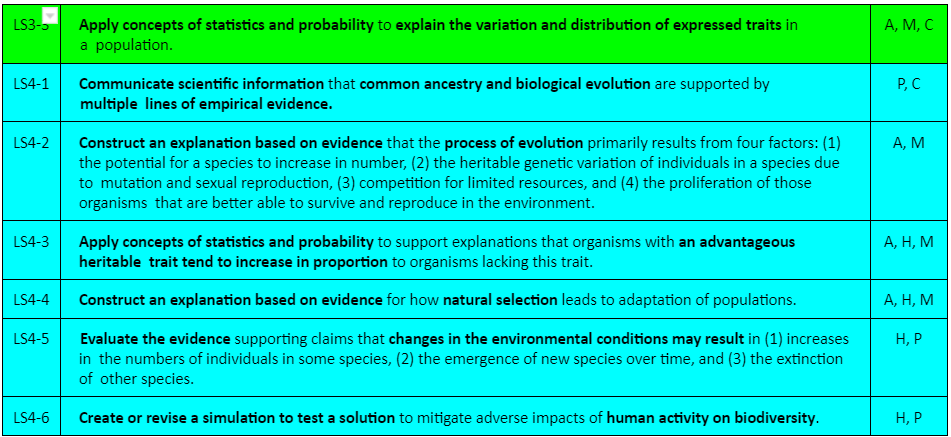 LS3-3 Apply concepts of statistics and probability to explain the variation and distribution of expressed traits in A, M, C
a population.
LS4-1 Communicate scientific information that common ancestry and biological evolution are supported by P, C
multiple lines of empirical evidence.
LS4-2 Construct an explanation based on evidence that the process of evolution primarily results from four factors: (1) A, M
the potential for a species to increase in number, (2) the heritable genetic variation of individuals in a species due
to mutation and sexual reproduction, (3) competition for limited resources, and (4) the proliferation of those
organisms that are better able to survive and reproduce in the environment.
LS4-3 Apply concepts of statistics and probability to support explanations that organisms with an advantageous A, H, M
heritable trait tend to increase in proportion to organisms lacking this trait.
LS4-4 Construct an explanation based on evidence for how natural selection leads to adaptation of populations. A, H, M
LS4-5 Evaluate the evidence supporting claims that changes in the environmental conditions may result in (1) increases H, P
in the numbers of individuals in some species, (2) the emergence of new species over time, and (3) the extinction
of other species.
LS4-6 Create or revise a simulation to test a solution to mitigate adverse impacts of human activity on biodiversity. H, P